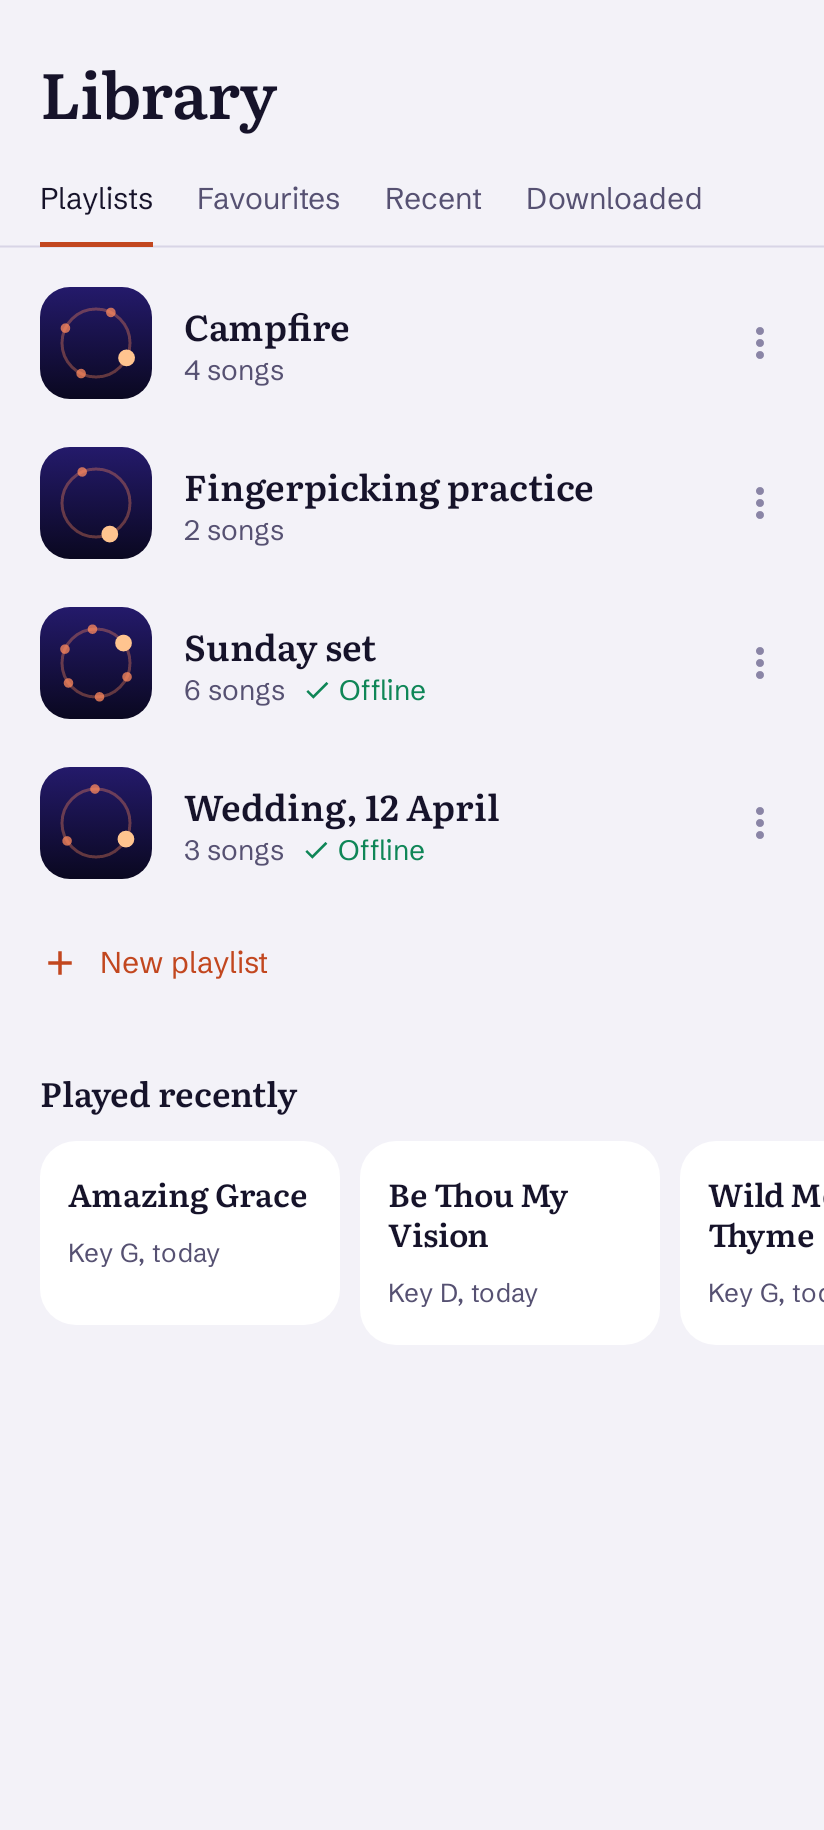 Library
Playlists Favourites Recent Downloaded
Campfire
4 songs
Fingerpicking practice
2 songs
Sunday set
6 songs Offline
Wedding, 12 April
3 songs Offline
New playlist
Played recently
Amazing Grace
Key G, today
Be Thou My
Vision
Key D, today
Wild
Thyme
Key G,